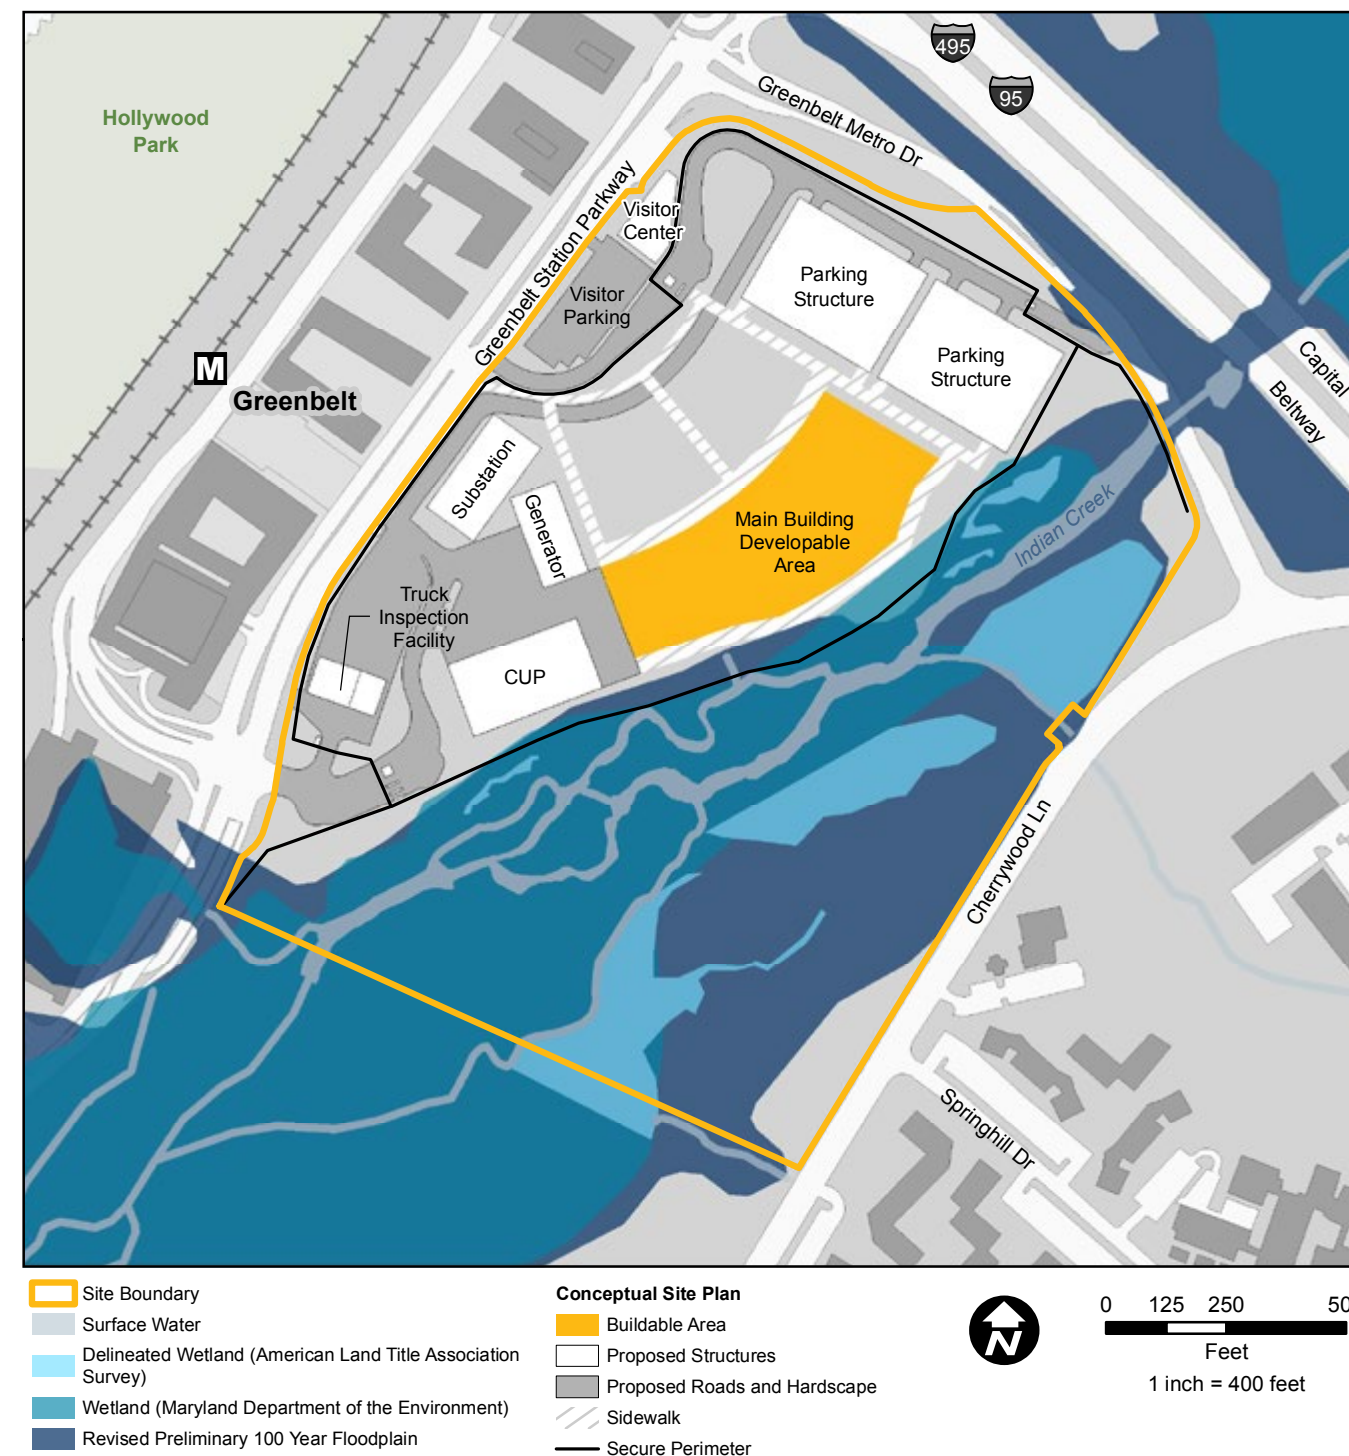 495
95
Hollywood
Park
Greenbelt Metro Dr
Greenbelt Station Parkway
Visitor
Center
Visitor
Parking
Parking
Structure
Parking
Structure
Capital
Beltway
M
Greenbelt
Substation
Generator
Main Building
Developable
Area
Indian Creek
Truck
Inspection
Facility
CUP
Cherrywood Ln
Springhill Dr
Site Boundary
Surface Water
Delineated Wetland (American Land Title Association
Survey)
Wetland (Maryland Department of the Environment)
Revised Preliminary 100 Year Floodplain
Conceptual Site Plan
Buildable Area
Proposed Structures
Proposed Roads and Hardscape
Sidewalk
Secure Perimeter
N
0 125 250 50
Feet
1 inch = 400 feet